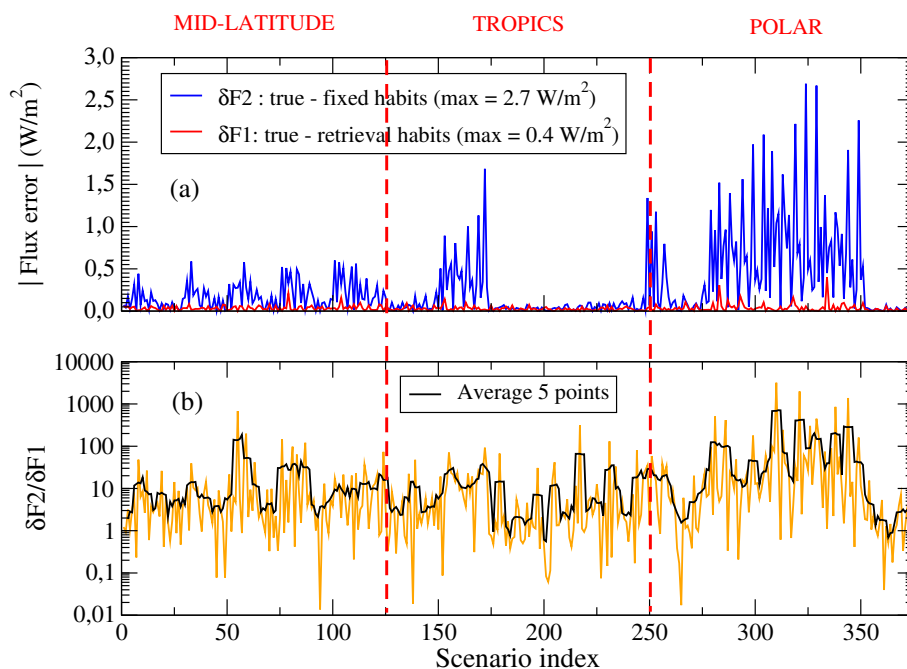 MID-LATITUDE TROPICS POLAR
3,0
δF2 : true - fixed habits (max = 2.7 W/m²)
2,5
δF1: true - retrieval habits (max = 0.4 W/m²)
2,0
(a)
1,5
1,0
0,5
0,0
| Flux error | (W/m²)
10000
(b) Average 5 points
1000
100
10
1
0,1
0,01
δF2/δF1
0 50 100 150 200 250 300 350
Scenario index